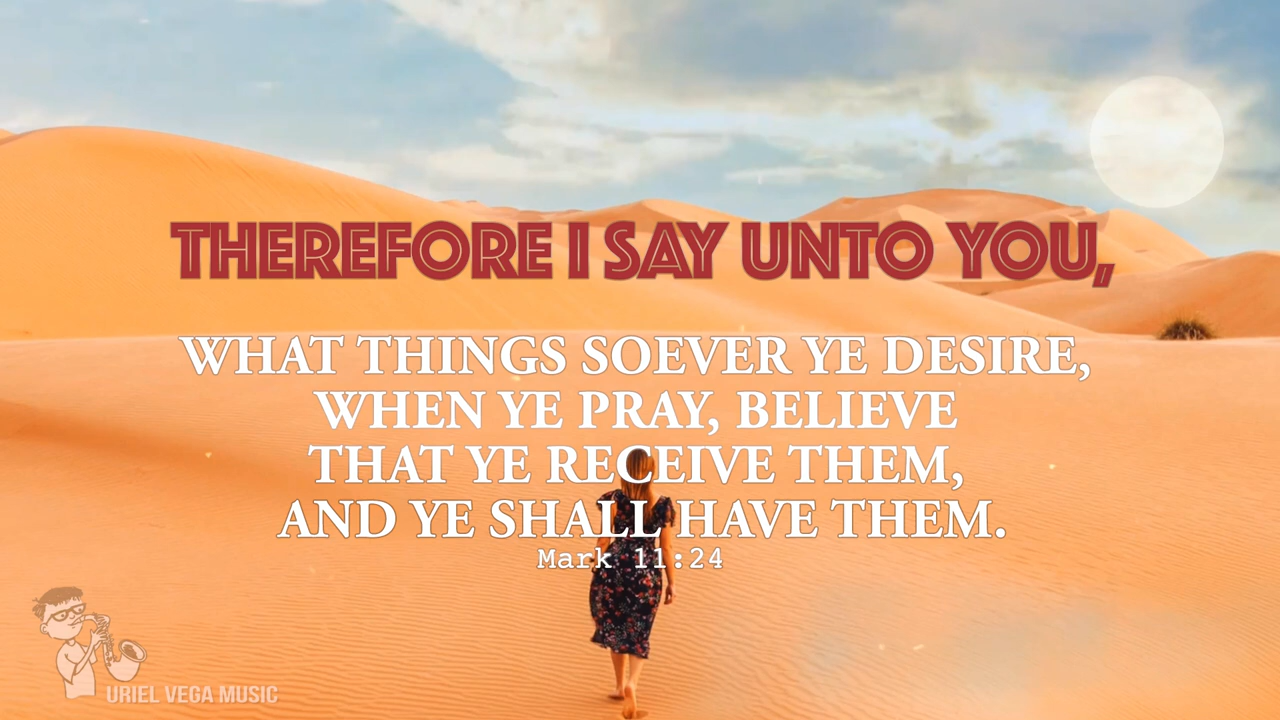 THEREFORE I SAY UNTO YOU,
WHAT THINGS SOEVER YE DESIRE,
WHEN YE PRAY, BELIEVE
THAT YE RECEIVE THEM,
AND YE SHALL HAVE THEM.
Mark 11:24
URIEL VEGA MUSIC